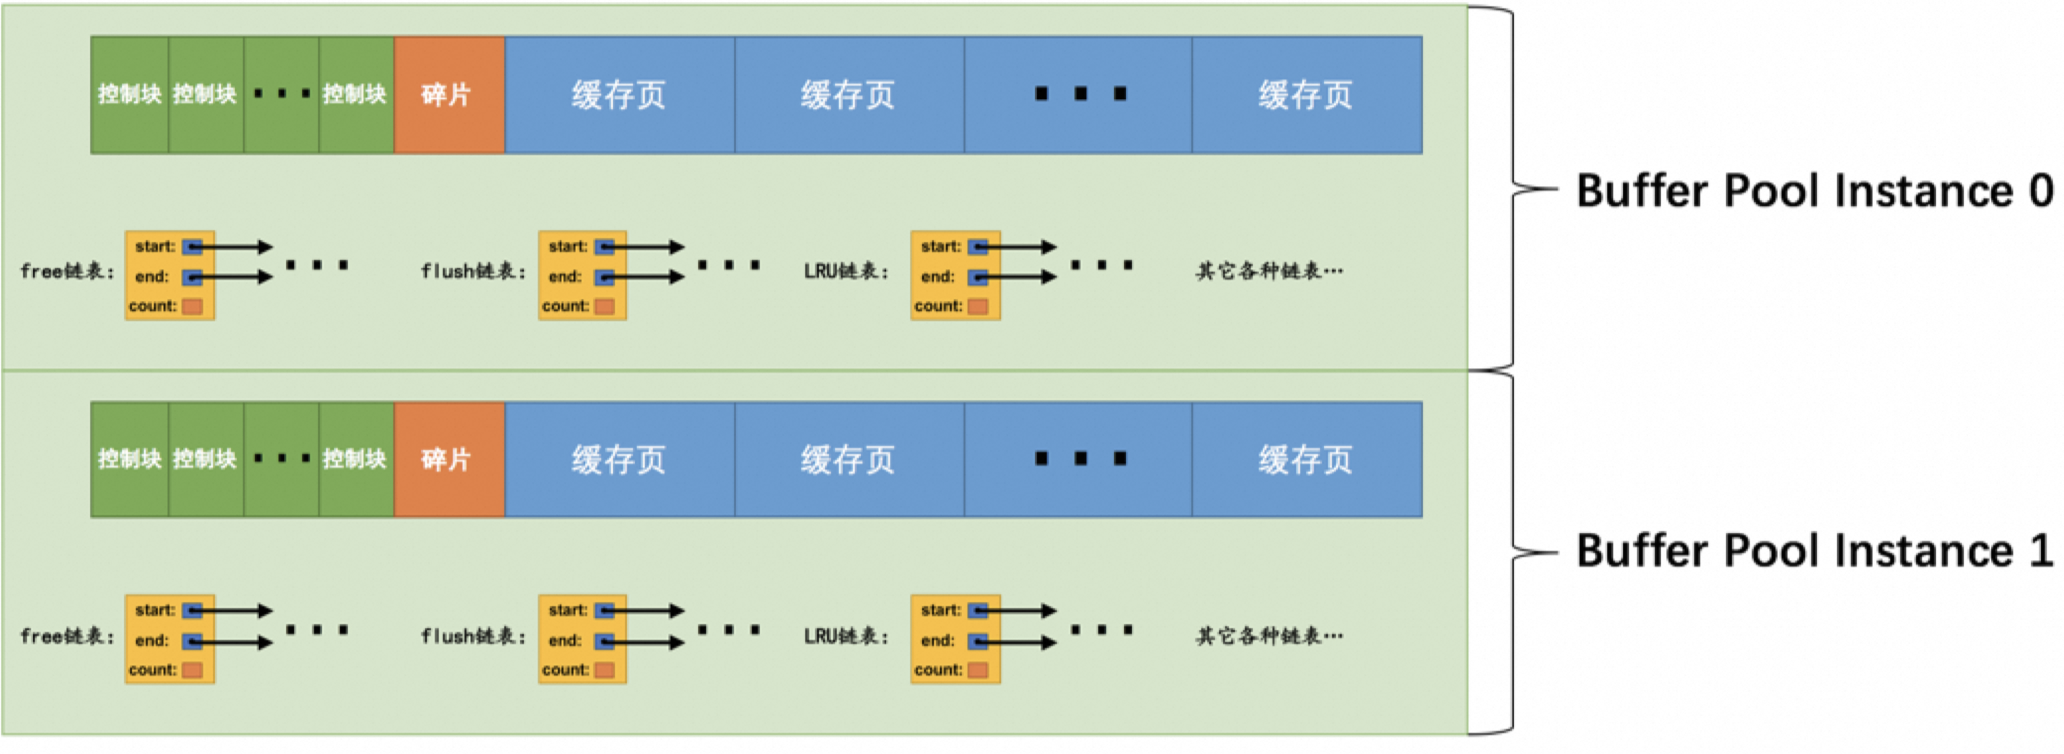 控制块 控制块 ··· 控制块 碎片 缓存页 缓存页 ··· 缓存页
Buffer Pool Instance 0
free链表: start: end: count: ···
flush链表: start: end: count: ···
LRU链表: start: end: count: ···
其它各种链表…
控制块 控制块 ··· 控制块 碎片 缓存页 缓存页 ··· 缓存页
Buffer Pool Instance 1
free链表: start: end: count: ···
flush链表: start: end: count: ···
LRU链表: start: end: count: ···
其它各种链表…